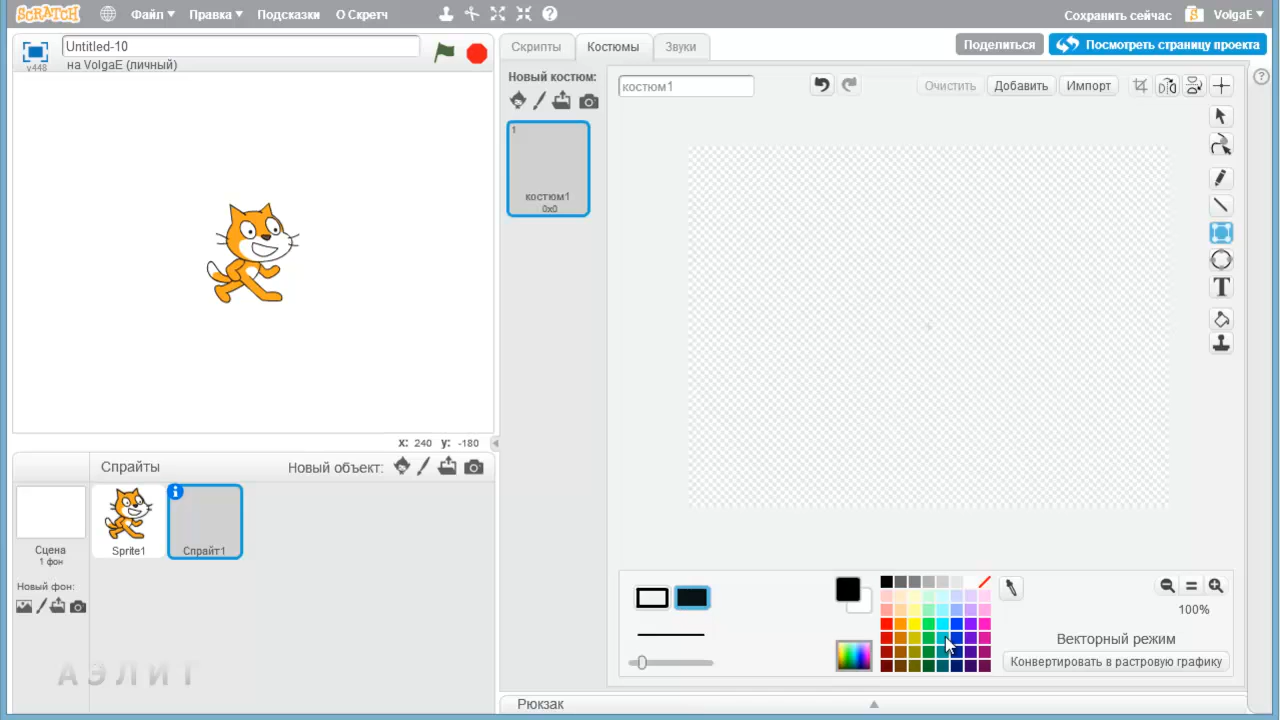 SCRATCH
Файл Правка Подсказки О Скретч
Сохранить сейчас VolgaE
v448
Untitled-10
на VolgaE (личный)
Скрипты Костюмы Звуки
Поделиться Посмотреть страницу проекта
Новый костюм:
костюм1
Очистить Добавить Импорт
1
костюм1
0x0
T
x: 240 y: -180
Спрайты Новый объект:
Сцена
1 фон
Sprite1
Спрайт1
Новый фон:
100%
Векторный режим
Конвертировать в растровую графику
АЭЛИТ
Рюкзак